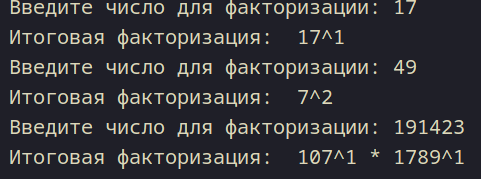 Введите число для факторизации: 17
Итоговая факторизация:  17^1
Введите число для факторизации: 49
Итоговая факторизация:  7^2
Введите число для факторизации: 191423
Итоговая факторизация:  107^1 * 1789^1